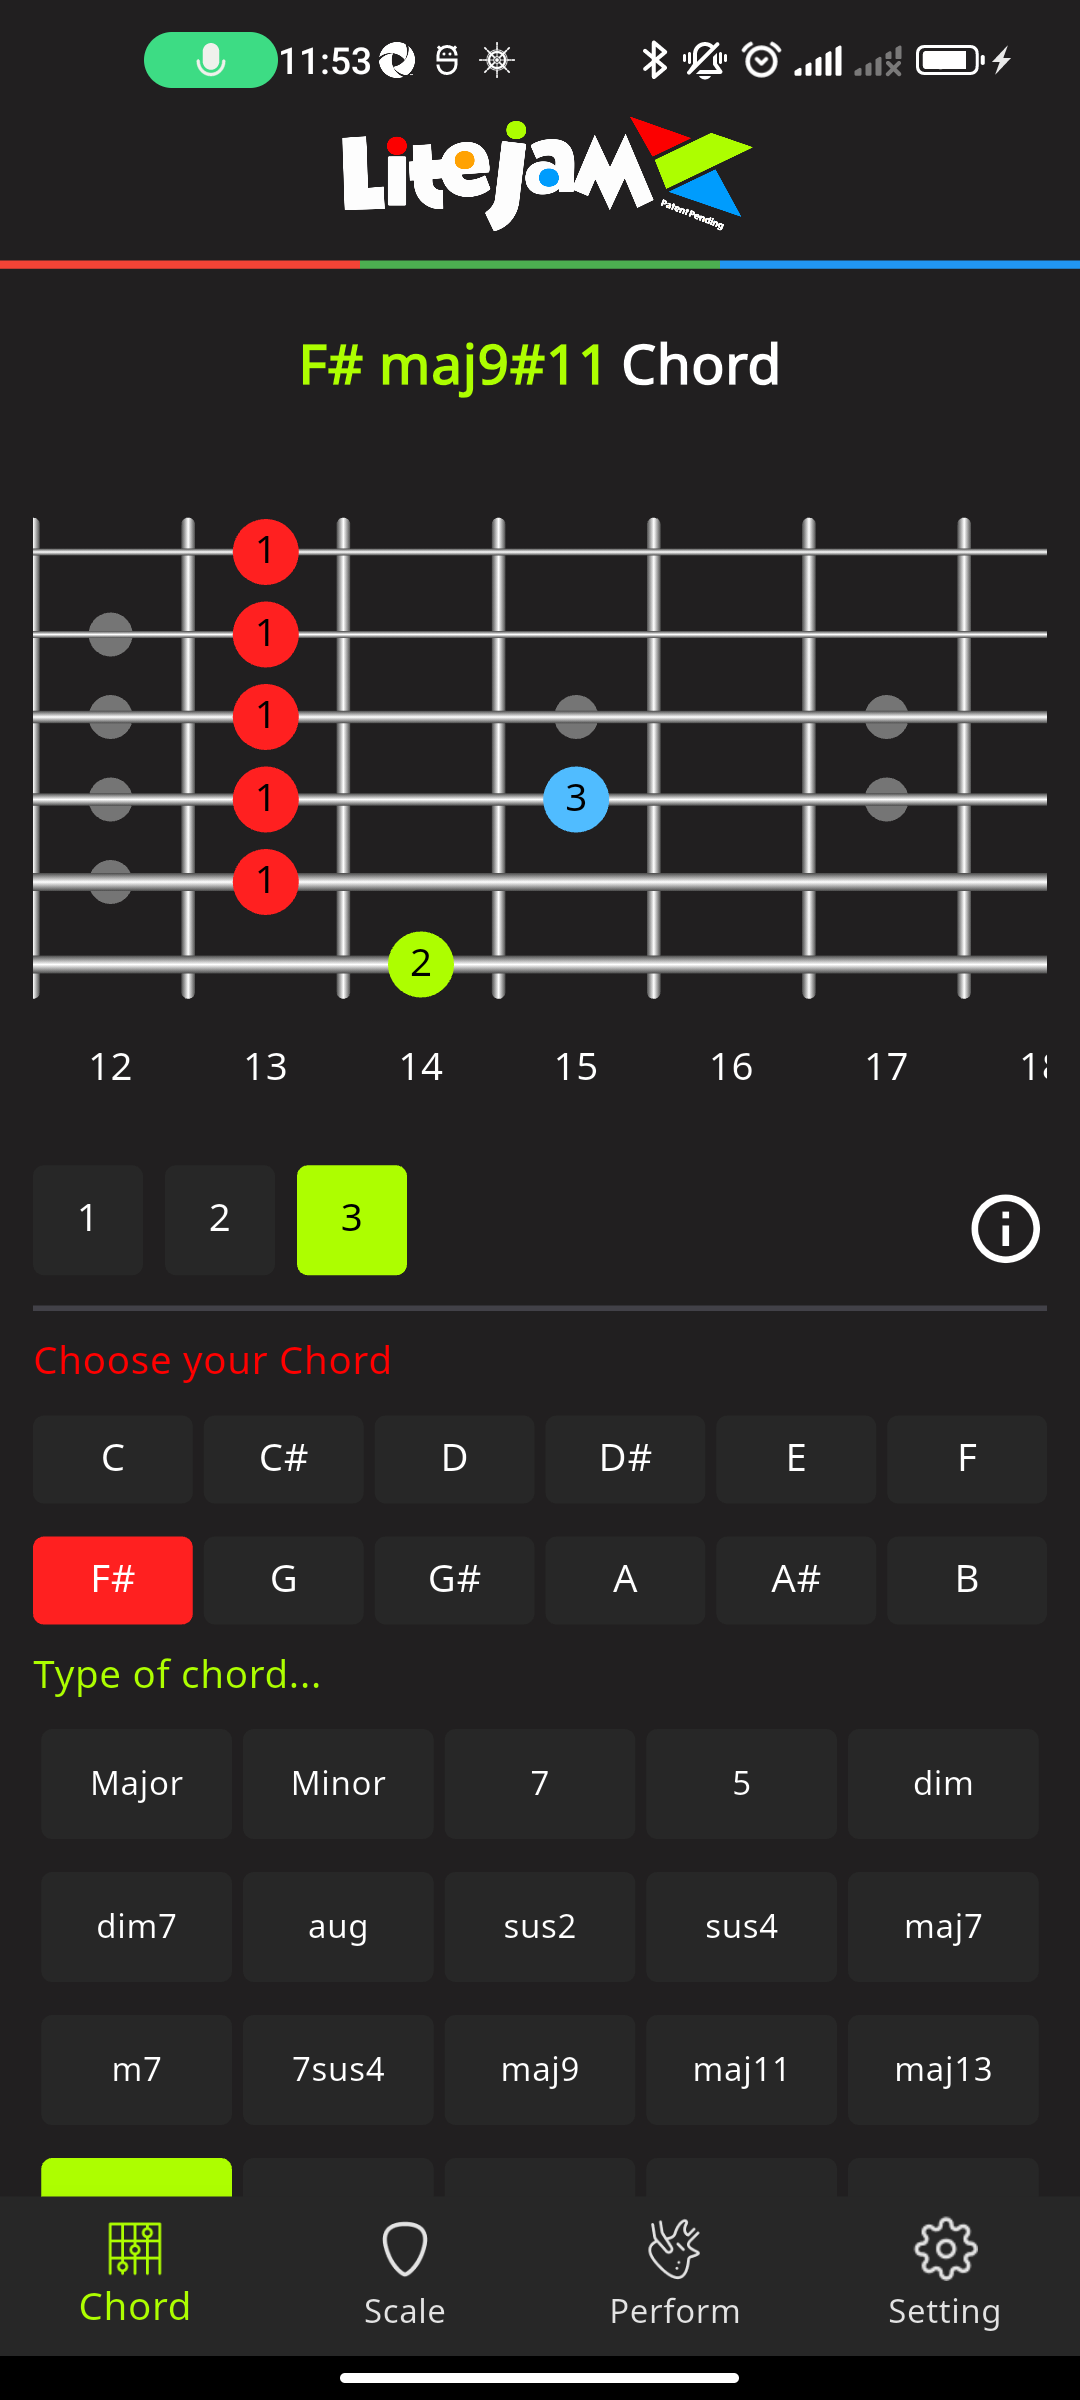 11:53
Litejam
Patent Pending
F# maj9#11 Chord
1
1
1
1 3
1
2
12 13 14 15 16 17
1 2 3
Choose your Chord
C C# D D# E F
F# G G# A A# B
Type of chord...
Major Minor 7 5 dim
dim7 aug sus2 sus4 maj7
m7 7sus4 maj9 maj11 maj13
Chord Scale Perform Setting